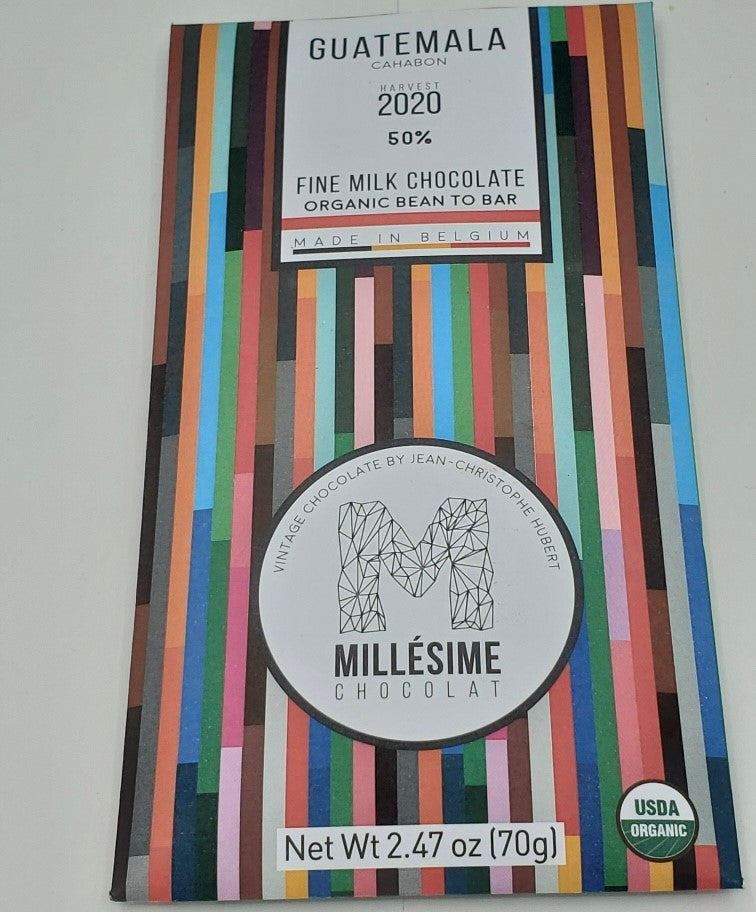 GUATEMALA
CAHABON
HARVEST
2020
50%
FINE MILK CHOCOLATE
ORGANIC BEAN TO BAR
MADE IN BELGIUM
VINTAGE CHOCOLATE BY JEAN-CHRISTOPHE HUBERT
M
MILLÉSIME
CHOCOLAT
USDA
ORGANIC
Net Wt 2.47 oz (70g)